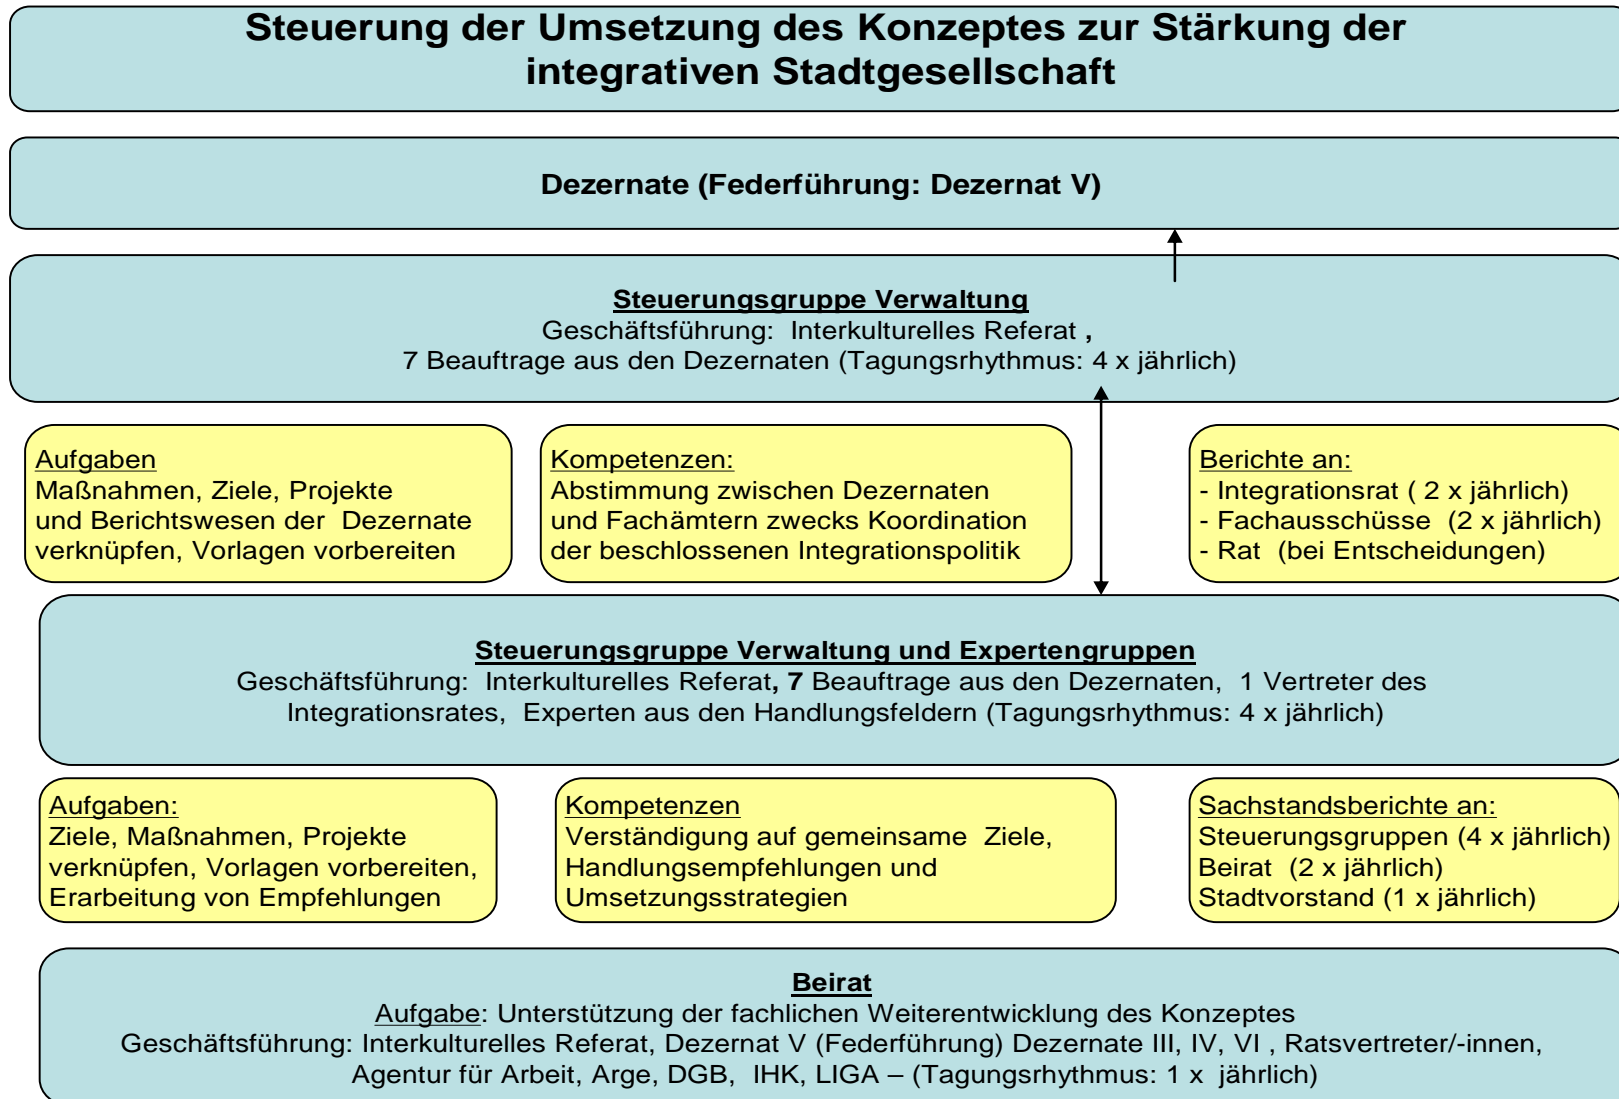 Steuerung der Umsetzung des Konzeptes zur Stärkung der
integrativen Stadtgesellschaft
Dezernate (Federführung: Dezernat V)
Steuerungsgruppe Verwaltung
Geschäftsführung: Interkulturelles Referat ,
7 Beauftrage aus den Dezernaten (Tagungsrhythmus: 4 x jährlich)
Aufgaben
Maßnahmen, Ziele, Projekte
und Berichtswesen der Dezernate
verknüpfen, Vorlagen vorbereiten
Kompetenzen:
Abstimmung zwischen Dezernaten
und Fachämtern zwecks Koordination
der beschlossenen Integrationspolitik
Berichte an:
- Integrationsrat ( 2 x jährlich)
- Fachausschüsse (2 x jährlich)
- Rat (bei Entscheidungen)
Steuerungsgruppe Verwaltung und Expertengruppen
Geschäftsführung: Interkulturelles Referat, 7 Beauftrage aus den Dezernaten, 1 Vertreter des
Integrationsrates, Experten aus den Handlungsfeldern (Tagungsrhythmus: 4 x jährlich)
Aufgaben:
Ziele, Maßnahmen, Projekte
verknüpfen, Vorlagen vorbereiten,
Erarbeitung von Empfehlungen
Kompetenzen
Verständigung auf gemeinsame Ziele,
Handlungsempfehlungen und
Umsetzungsstrategien
Sachstandsberichte an:
Steuerungsgruppen (4 x jährlich)
Beirat (2 x jährlich)
Stadtvorstand (1 x jährlich)
Beirat
Aufgabe: Unterstützung der fachlichen Weiterentwicklung des Konzeptes
Geschäftsführung: Interkulturelles Referat, Dezernat V (Federführung) Dezernate III, IV, VI , Ratsvertreter/-innen,
Agentur für Arbeit, Arge, DGB, IHK, LIGA – (Tagungsrhythmus: 1 x jährlich)